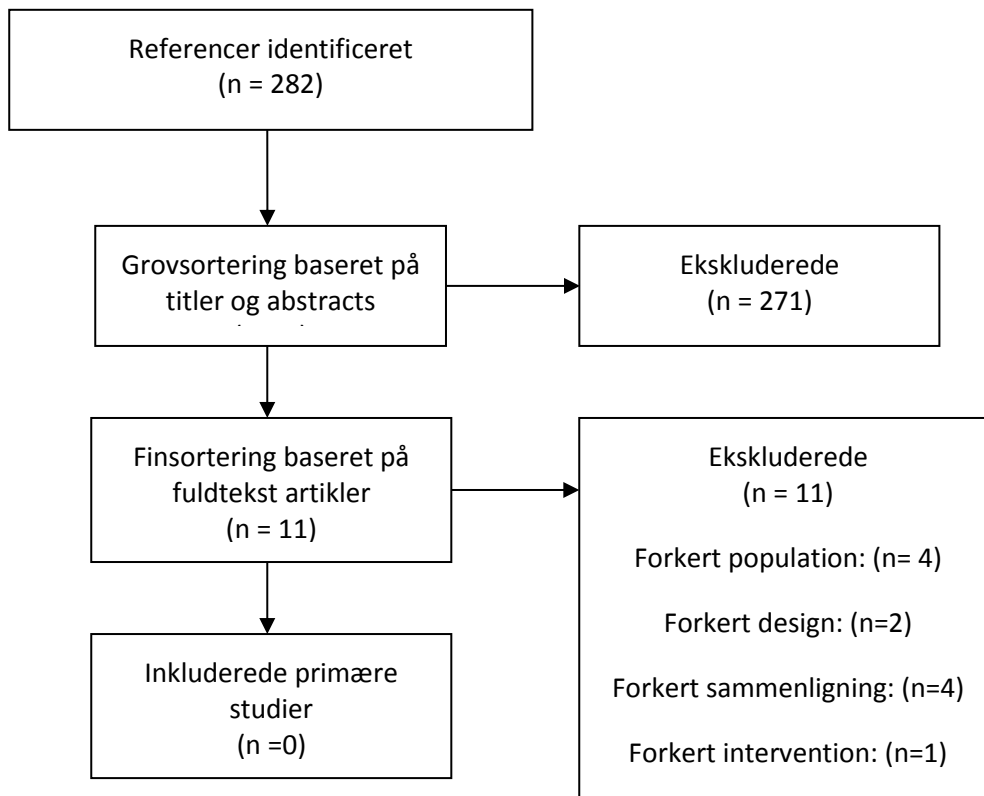 Referencer identificeret
(n = 282)
Grovsortering baseret på
titler og abstracts
Ekskluderede
(n = 271)
Finsortering baseret på
fuldtekst artikler
(n = 11)
Ekskluderede
(n = 11)
Forkert population: (n= 4)
Forkert design: (n=2)
Forkert sammenligning: (n=4)
Forkert intervention: (n=1)
Inkluderede primære
studier
(n =0)